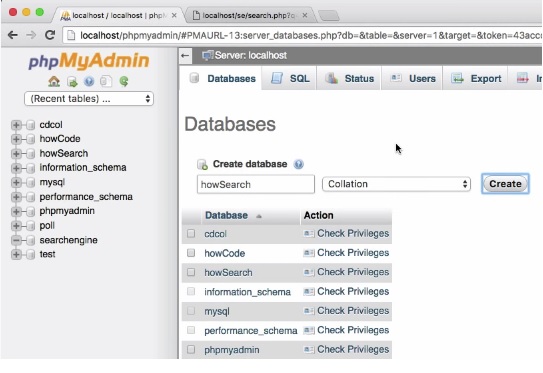 localhost / localhost | phpM
localhost/se/search.php?q=
localhost/phpmyadmin/#PMAURL-13:server_databases.php?db=&table=&server=1&target=&token=43acc
phpMyAdmin
(Recent tables) ...
cdcol
howCode
howSearch
information_schema
mysql
performance_schema
phpmyadmin
poll
searchengine
test
Server: localhost
Databases
SQL
Status
Users
Export
Databases
Create database
howSearch
Collation
Create
Database
Action
cdcol
Check Privileges
howCode
Check Privileges
howSearch
Check Privileges
information_schema
Check Privileges
mysql
Check Privileges
performance_schema
Check Privileges
phpmyadmin
Check Privileges